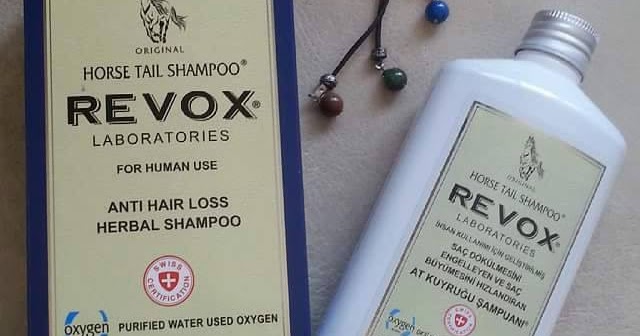 ORIGINAL
HORSE TAIL SHAMPOO®
REVOX®
LABORATORIES
FOR HUMAN USE
ANTI HAIR LOSS
HERBAL SHAMPOO
SWISS
CERTIFICATION
oxygen
PURIFIED WATER USED OXYGEN
ORIGINAL
HORSE TAIL SHAMPOO®
REVOX®
LABORATORIES
İNSAN KULLANIMI İÇİN GELİŞTİRİLMİŞ
SAÇ DÖKÜLMESİNİ
ENGELLEYEN VE SAÇ
BÜYÜMESİNİ HIZLANDIRAN
AT KUYRUĞU ŞAMPUANI
oxygen